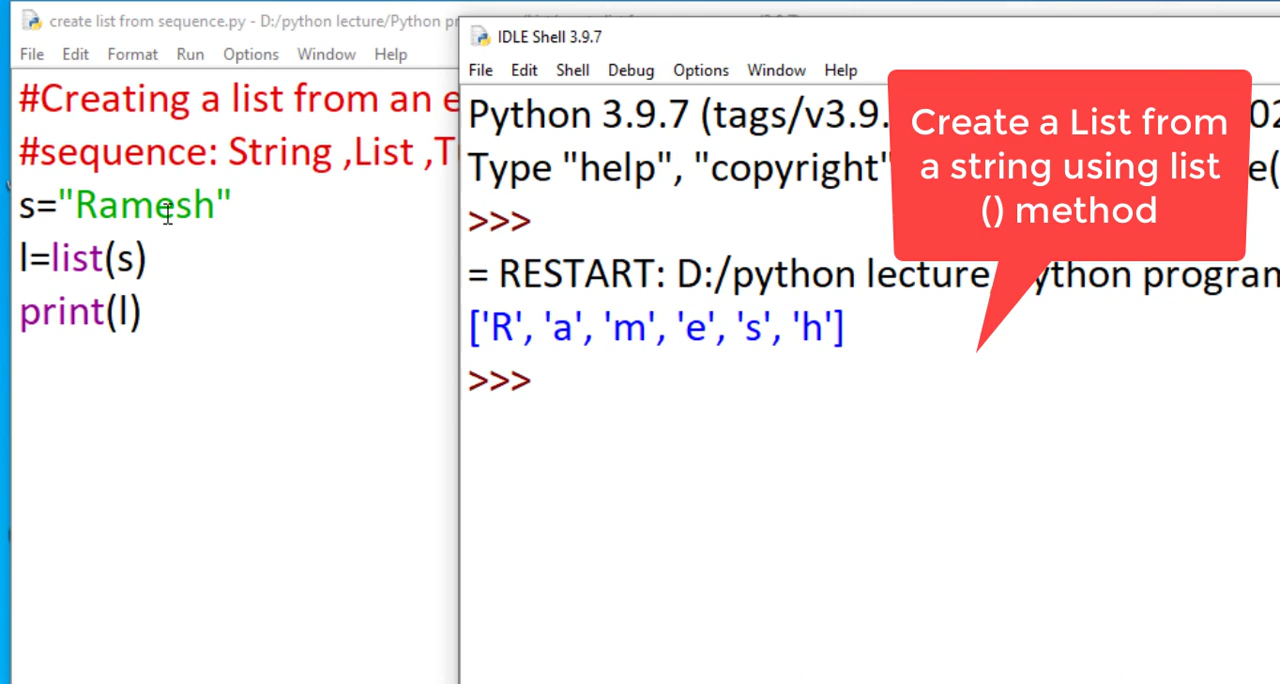 create list from sequence.py - D:/python lecture/Python pr
File Edit Format Run Options Window Help
#Creating a list from an e
#sequence: String ,List ,T
s="Ramesh"
l=list(s)
print(l)
IDLE Shell 3.9.7
File Edit Shell Debug Options Window Help
Python 3.9.7 (tags/v3.9.
Type "help", "copyright"
>>>
= RESTART: D:/python lecture/Python program
['R', 'a', 'm', 'e', 's', 'h']
>>>
Create a List from
a string using list
() method